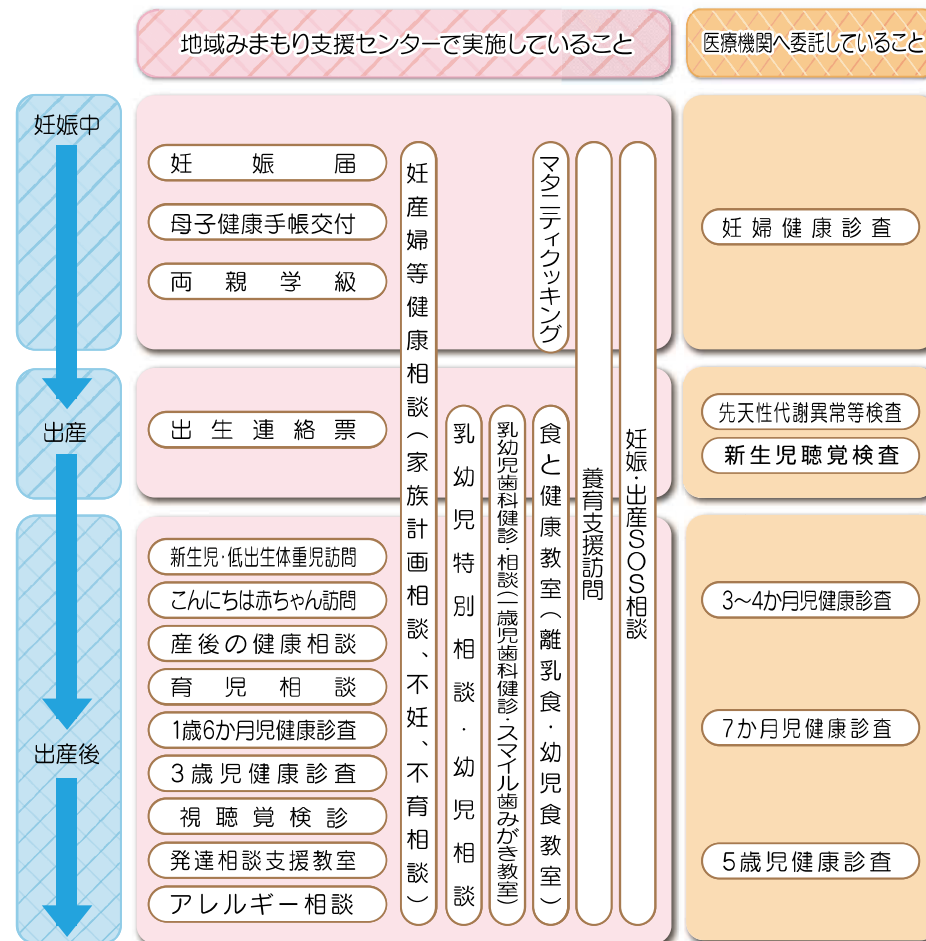 地域みまもり支援センターで実施していること
医療機関へ委託していること
妊娠中
妊娠届
母子健康手帳交付
両親学級
妊産婦等健康相談（家族計画相談、不妊、不育相談）
マタニティクッキング
養育支援訪問
妊娠・出産SOS相談
妊婦健康診査
出産
出生連絡票
乳幼児特別相談・幼児相談
乳幼児歯科健診・相談（一歳児歯科健診・スマイル歯みがき教室）
食と健康教室（離乳食・幼児食教室）
先天性代謝異常等検査
新生児聴覚検査
出産後
新生児・低出生体重児訪問
こんにちは赤ちゃん訪問
産後の健康相談
育児相談
1歳6か月児健康診査
3歳児健康診査
視聴覚検診
発達相談支援教室
アレルギー相談
3～4か月児健康診査
7か月児健康診査
5歳児健康診査